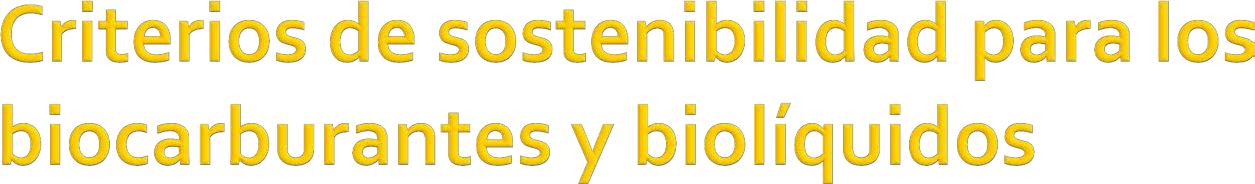 Criterios de sostenibilidad para los
biocarburantes y biolíquidos